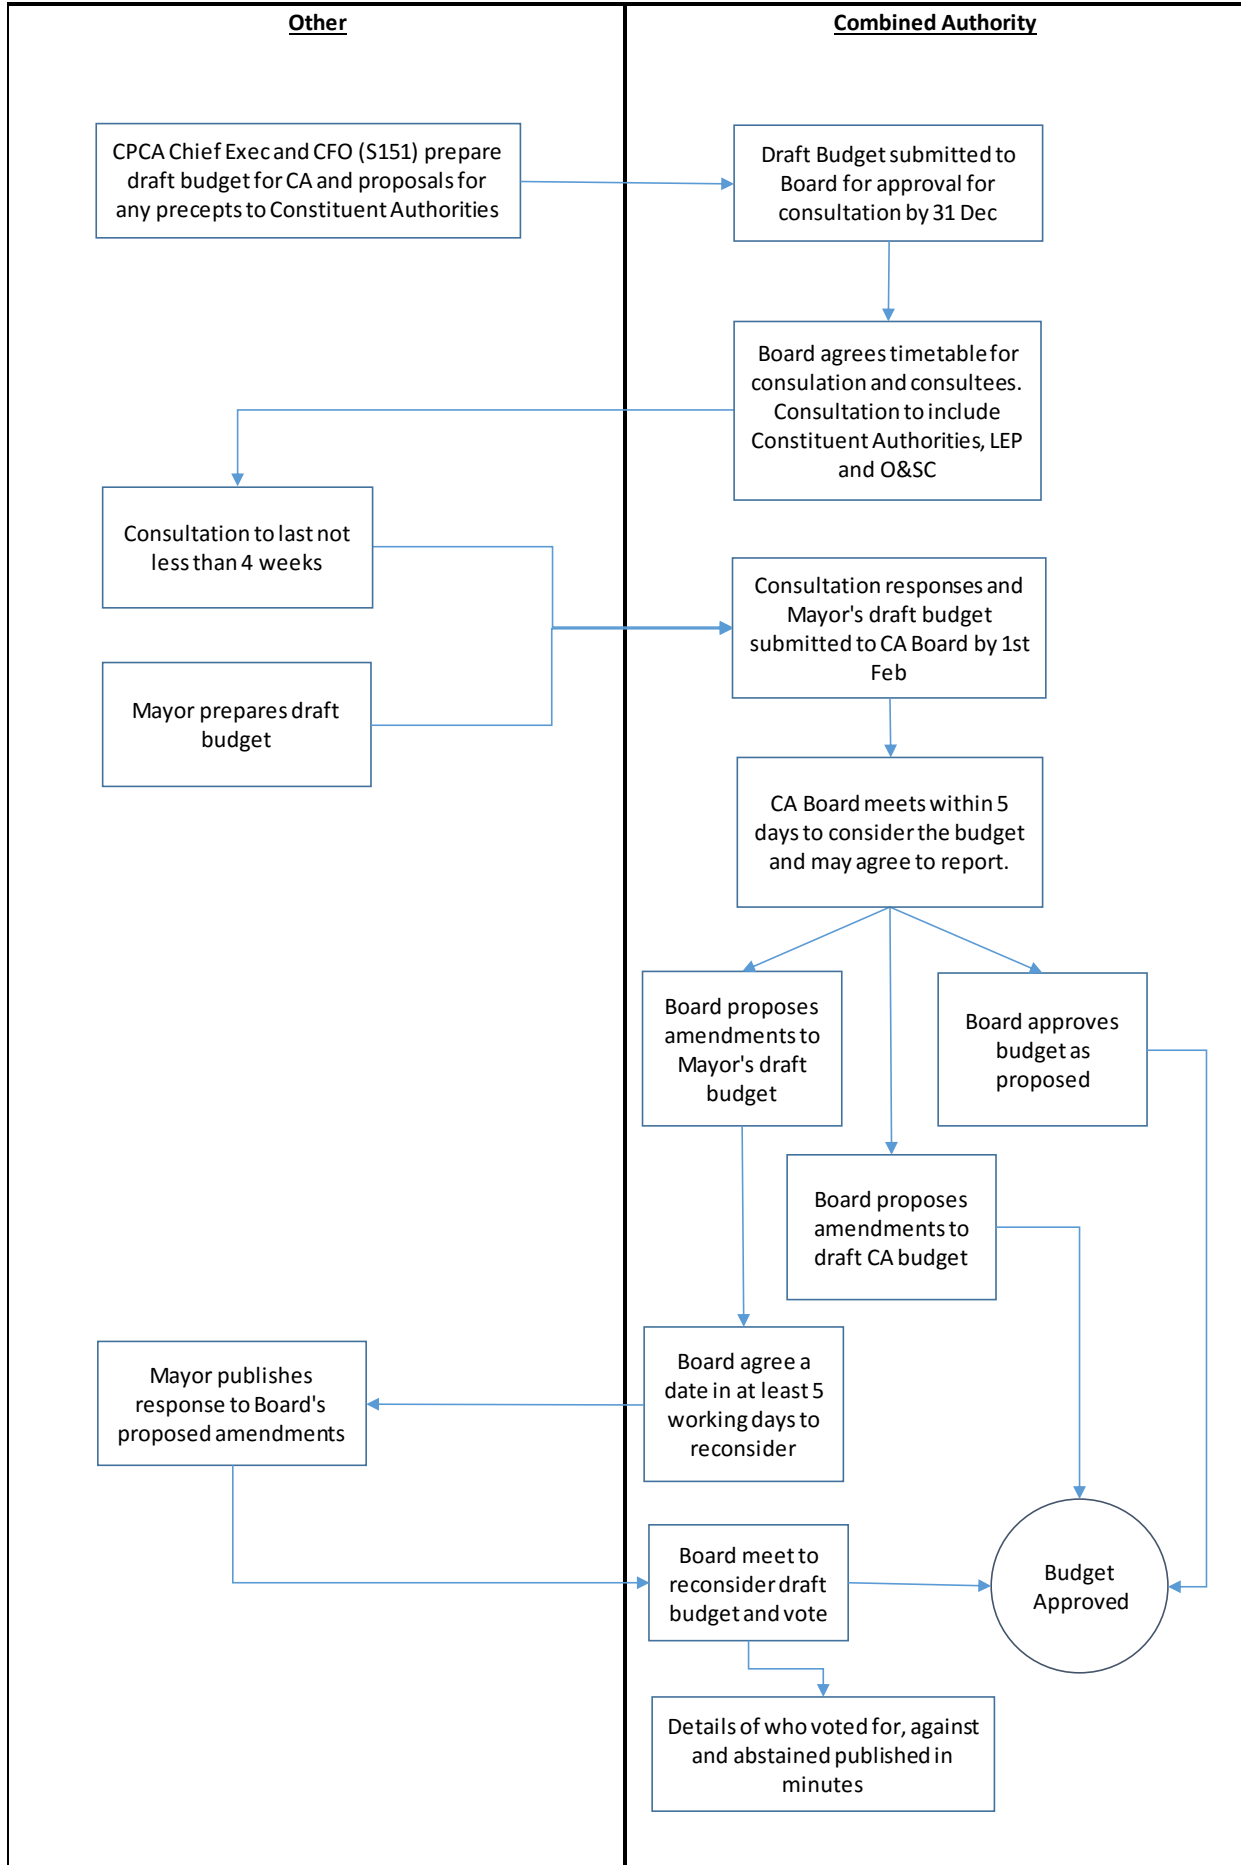 Other
Combined Authority
CPCA Chief Exec and CFO (S151) prepare
draft budget for CA and proposals for
any precepts to Constituent Authorities
Draft Budget submitted to
Board for approval for
consultation by 31 Dec
Board agrees timetable for
consulation and consultees.
Consultation to include
Constituent Authorities, LEP
and O&SC
Consultation to last not
less than 4 weeks
Consultation responses and
Mayor's draft budget
submitted to CA Board by 1st
Feb
Mayor prepares draft
budget
CA Board meets within 5
days to consider the budget
and may agree to report.
Board proposes
amendments to
Mayor's draft
budget
Board approves
budget as
proposed
Board proposes
amendments to
draft CA budget
Mayor publishes
response to Board's
proposed amendments
Board agree a
date in at least 5
working days to
reconsider
Board meet to
reconsider draft
budget and vote
Budget
Approved
Details of who voted for, against
and abstained published in
minutes